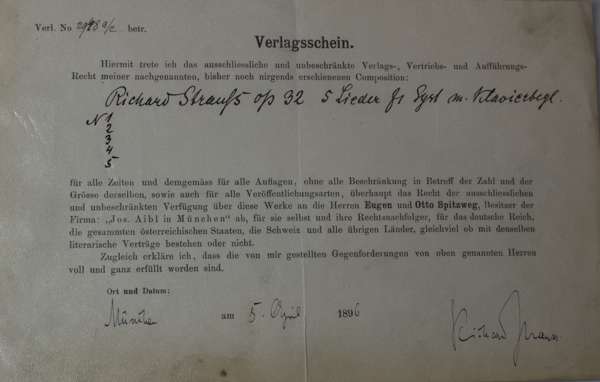 Verl. No 2928 a/e betr.
Verlagsschein.
Hiermit trete ich das ausschliessliche und unbeschränkte Verlags-, Vertriebs- und Aufführungs-
Recht meiner nachgenannten, bisher noch nirgends erschienenen Composition:
Richard Strauss op 32 5 Lieder fr Sgst m. Klavierbegl.
No 1
2
3
4
5
für alle Zeiten und demgemäss für alle Auflagen, ohne alle Beschränkung in Betreff der Zahl und der
Grösse derselben, sowie auch für alle Veröffentlichungsarten, überhaupt das Recht der ausschliesslichen
und unbeschränkten Verfügung über diese Werke an die Herren Eugen und Otto Spitzweg, Besitzer der
Firma: „Jos. Aibl in München" ab, für sie selbst und ihre Rechtsnachfolger, für das deutsche Reich,
die gesammten österreichischen Staaten, die Schweiz und alle übrigen Länder, gleichviel ob mit denselben
literarische Verträge bestehen oder nicht.
Zugleich erkläre ich, dass die von mir gestellten Gegenforderungen von oben genannten Herren
voll und ganz erfüllt worden sind.
Ort und Datum:
München am 5. April 1896
Richard Strauss